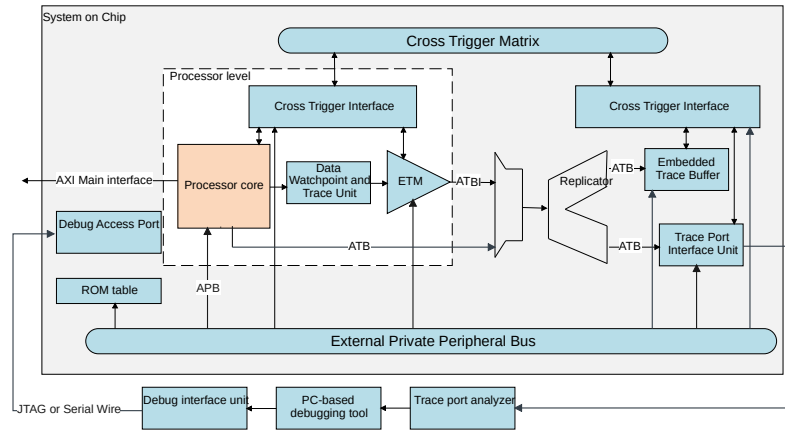 System on Chip
Cross Trigger Matrix
Processor level
Cross Trigger Interface
Cross Trigger Interface
Data
Watchpoint and
Trace Unit
ETM
ATBI
Replicator
ATB
Embedded
Trace Buffer
AXI Main interface
Processor core
Debug Access Port
ATB
ATB
Trace Port
Interface Unit
ROM table
APB
External Private Peripheral Bus
JTAG or Serial Wire
Debug interface unit
PC-based
debugging tool
Trace port analyzer